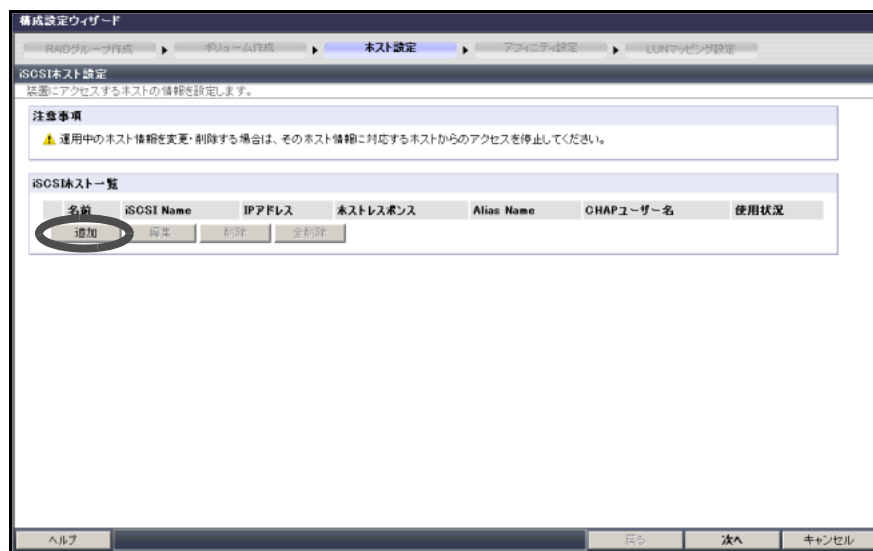 構成設定ウィザード
RAIDグループ作成 ボリューム作成 ホスト設定 アフィニティ設定 LUNマッピング設定
iSCSIホスト設定
装置にアクセスするホストの情報を設定します。
注意事項
運用中のホスト情報を変更・削除する場合は、そのホスト情報に対応するホストからのアクセスを停止してください。
iSCSIホスト一覧
名前 iSCSI Name IPアドレス ホストレスポンス Alias Name CHAPユーザー名 使用状況
追加 編集 削除 全削除
ヘルプ 戻る 次へ キャンセル